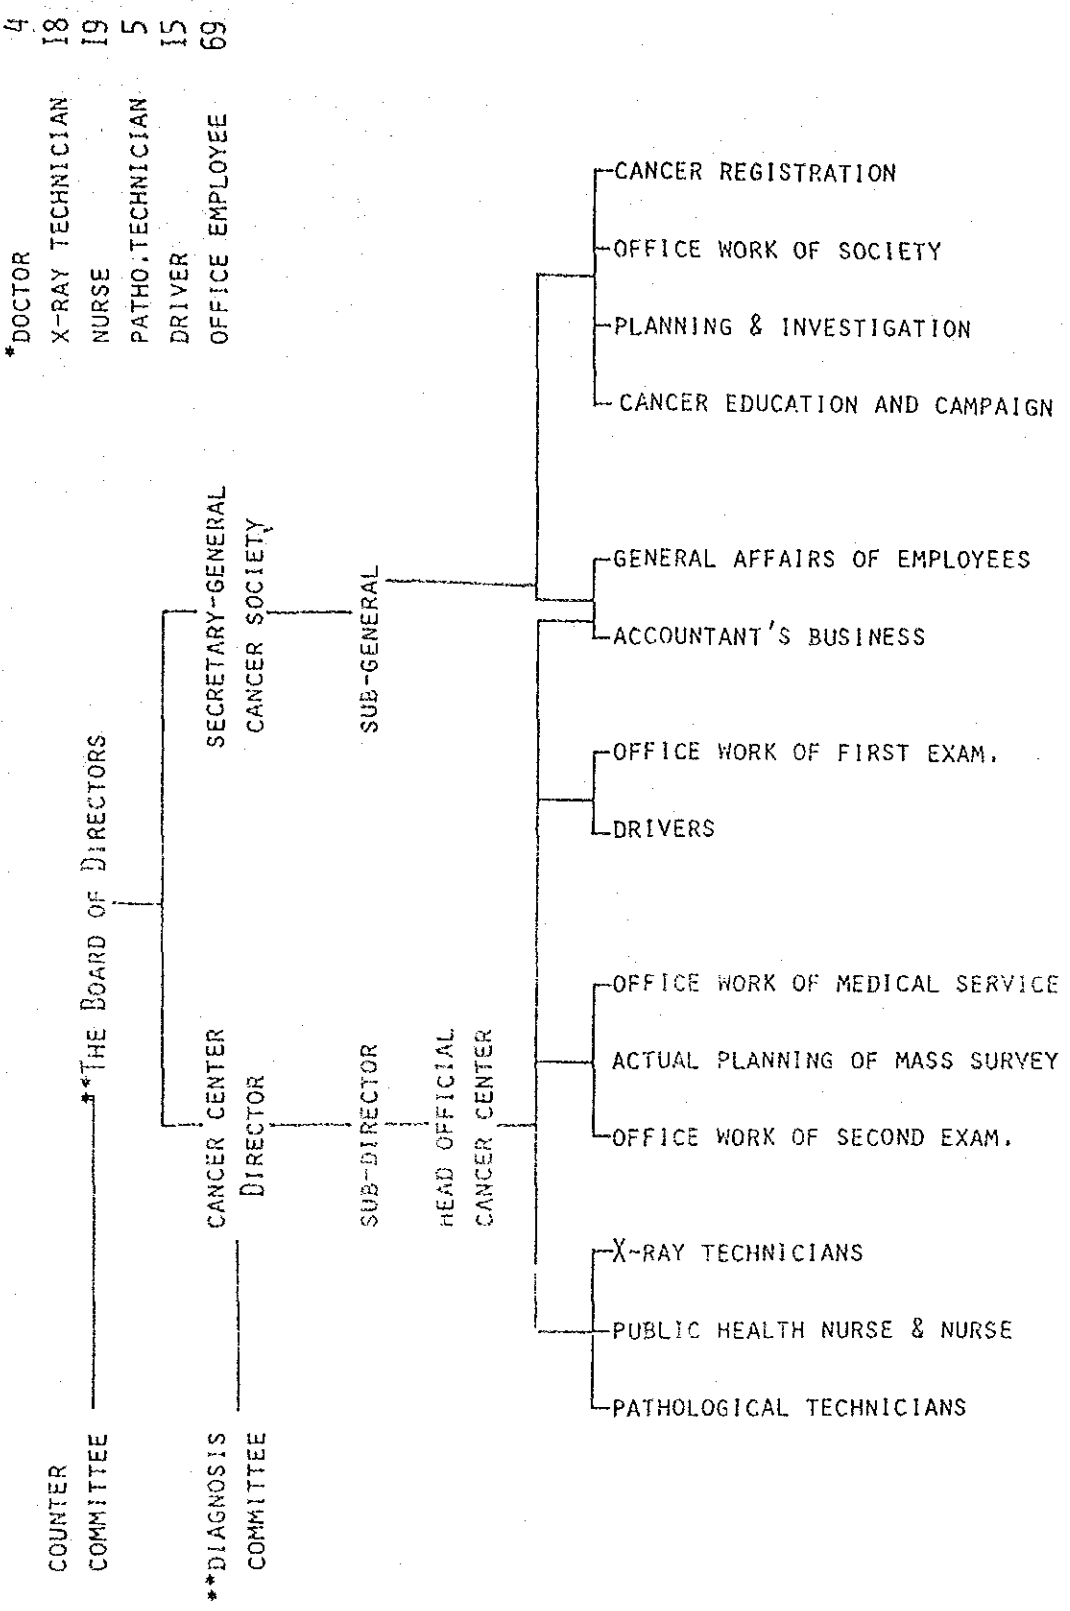 *DOCTOR 4
X-RAY TECHNICIAN 18
NURSE 19
PATHO.TECHNICIAN 5
DRIVER 15
OFFICE EMPLOYEE 69
COUNTER
COMMITTEE
**THE BOARD OF DIRECTORS
**DIAGNOSIS
COMMITTEE
CANCER CENTER
DIRECTOR
SECRETARY-GENERAL
CANCER SOCIETY
SUB-DIRECTOR
SUB-GENERAL
HEAD OFFICIAL
CANCER CENTER
CANCER REGISTRATION
OFFICE WORK OF SOCIETY
PLANNING & INVESTIGATION
CANCER EDUCATION AND CAMPAIGN
GENERAL AFFAIRS OF EMPLOYEES
ACCOUNTANT'S BUSINESS
OFFICE WORK OF FIRST EXAM.
DRIVERS
OFFICE WORK OF MEDICAL SERVICE
ACTUAL PLANNING OF MASS SURVEY
OFFICE WORK OF SECOND EXAM.
X-RAY TECHNICIANS
PUBLIC HEALTH NURSE & NURSE
PATHOLOGICAL TECHNICIANS